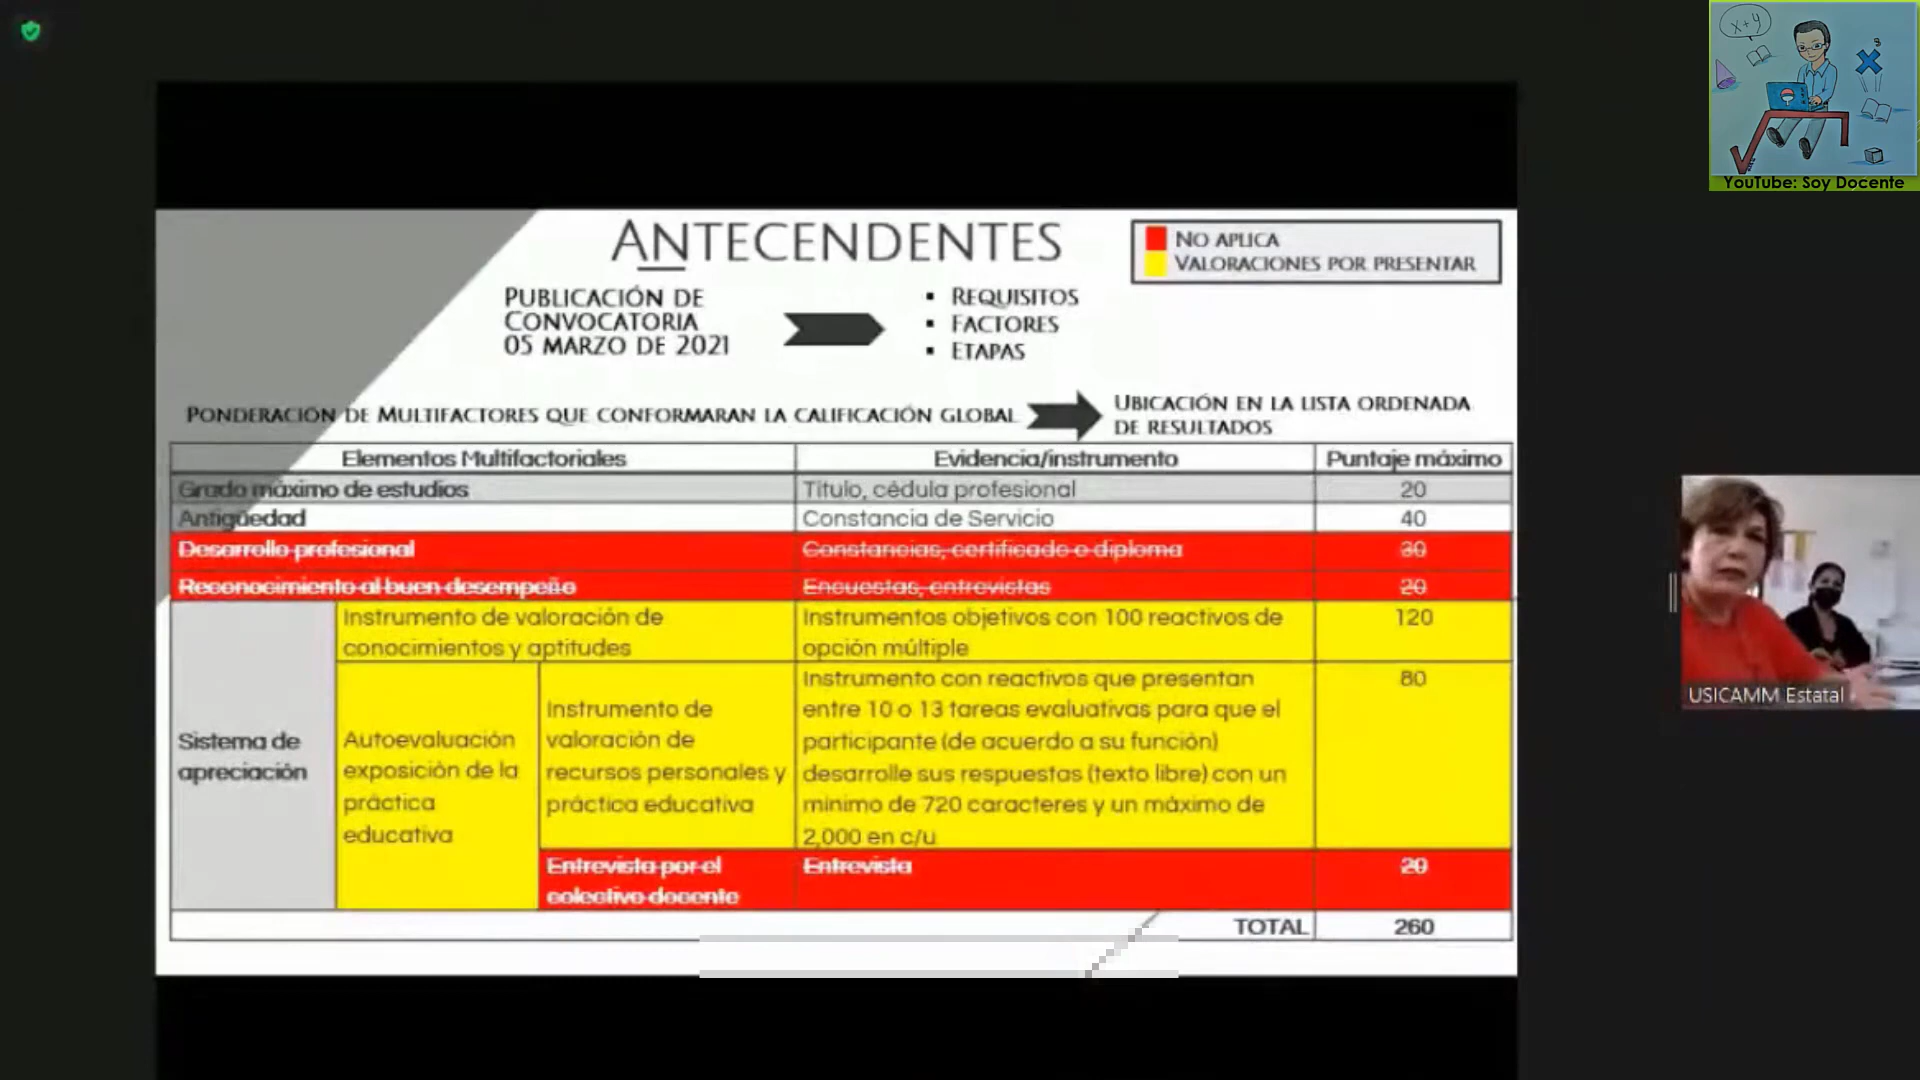 x+y
3
YouTube: Soy Docente
ANTECENDENTES
NO APLICA
VALORACIONES POR PRESENTAR
PUBLICACIÓN DE
CONVOCATORIA
05 MARZO DE 2021
▪ REQUISITOS
▪ FACTORES
▪ ETAPAS
PONDERACIÓN DE MULTIFACTORES QUE CONFORMARAN LA CALIFICACIÓN GLOBAL
UBICACIÓN EN LA LISTA ORDENADA
DE RESULTADOS
Elementos Multifactoriales Evidencia/instrumento Puntaje máximo
Grado máximo de estudios Titulo, cédula profesional 20
Antigüedad Constancia de Servicio 40
Desarrollo profesional Constancias, certificado o diploma 30
Reconocimiento al buen desempeño Encuestas, entrevistas 20
Sistema de
apreciación
Instrumento de valoración de
conocimientos y aptitudes
Instrumentos objetivos con 100 reactivos de
opción múltiple
120
Autoevaluación
exposición de la
práctica
educativa
Instrumento de
valoración de
recursos personales y
práctica educativa
Instrumento con reactivos que presentan
entre 10 o 13 tareas evaluativas para que el
participante (de acuerdo a su función)
desarrolle sus respuestas (texto libre) con un
minimo de 720 caracteres y un máximo de
2,000 en c/u
80
Entrevista por el
colectivo docente
Entrevista
20
TOTAL 260
USICAMM Estatal